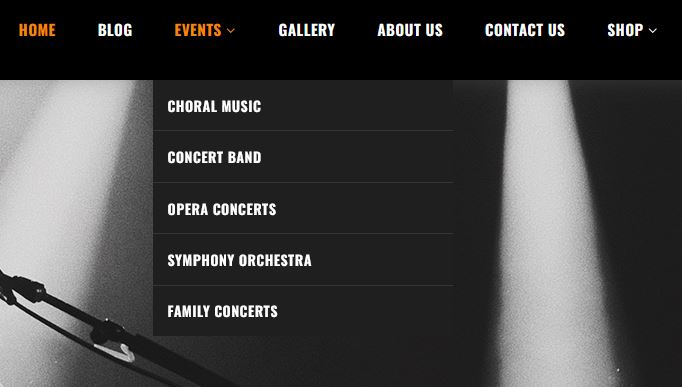 HOME BLOG EVENTS GALLERY ABOUT US CONTACT US SHOP
CHORAL MUSIC
CONCERT BAND
OPERA CONCERTS
SYMPHONY ORCHESTRA
FAMILY CONCERTS